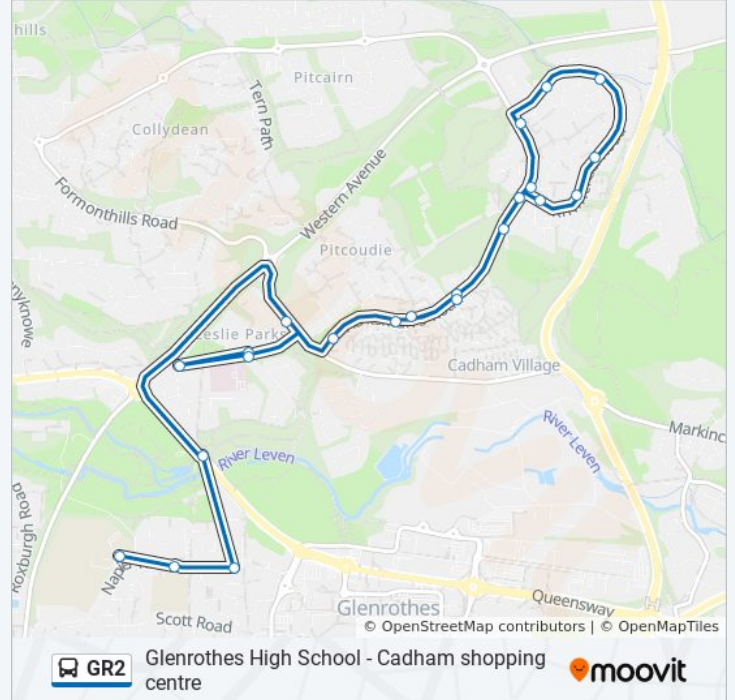 hills
Pitcairn
Tern Path
Collydean
Western Avenue
Formonthills Road
Pitcoudie
nyknowe
Leslie Parks
Cadham Village
River Leven
River Leven
Markinc
Roxburgh Road
Napi
Scott Road
Glenrothes
Queensway
© OpenStreetMap contributors | © OpenMapTiles
GR2
Glenrothes High School - Cadham shopping
centre
moovit